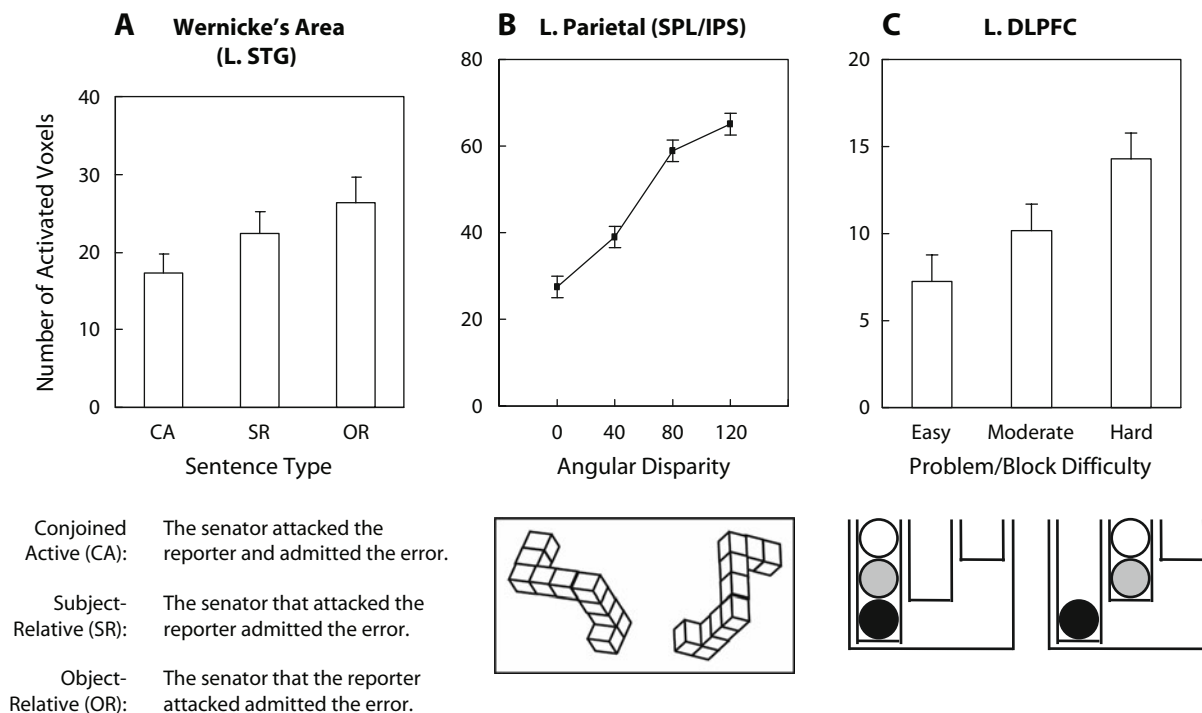 A Wernicke's Area
(L. STG)
Number of Activated Voxels
40
30
20
10
0
CA SR OR
Sentence Type
B L. Parietal (SPL/IPS)
80
60
40
20
0
0 40 80 120
Angular Disparity
C L. DLPFC
20
15
10
5
0
Easy Moderate Hard
Problem/Block Difficulty
Conjoined
Active (CA):
The senator attacked the
reporter and admitted the error.
Subject-
Relative (SR):
The senator that attacked the
reporter admitted the error.
Object-
Relative (OR):
The senator that the reporter
attacked admitted the error.